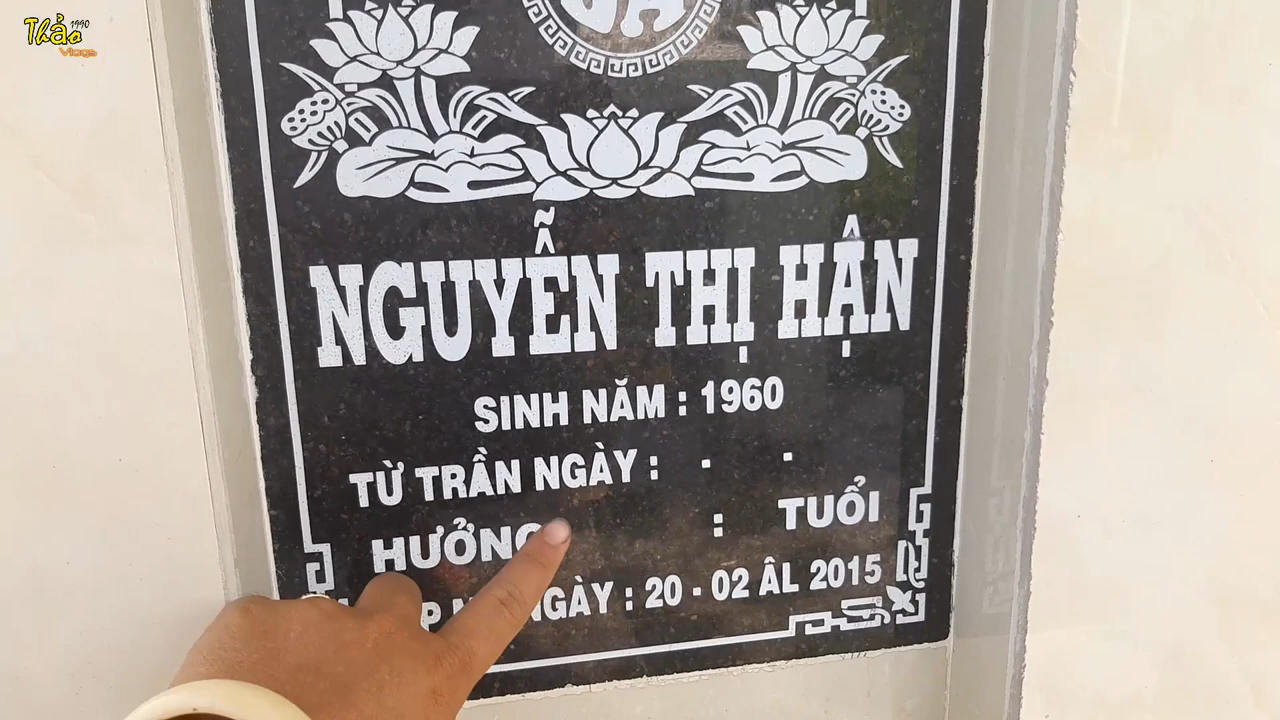 Thảo 1990
Vlogs
NGUYỄN THỊ HẬN
SINH NĂM : 1960
TỪ TRẦN NGÀY : . .
HƯỞNG : TUỔI
NGÀY : 20 - 02 ÂL 2015